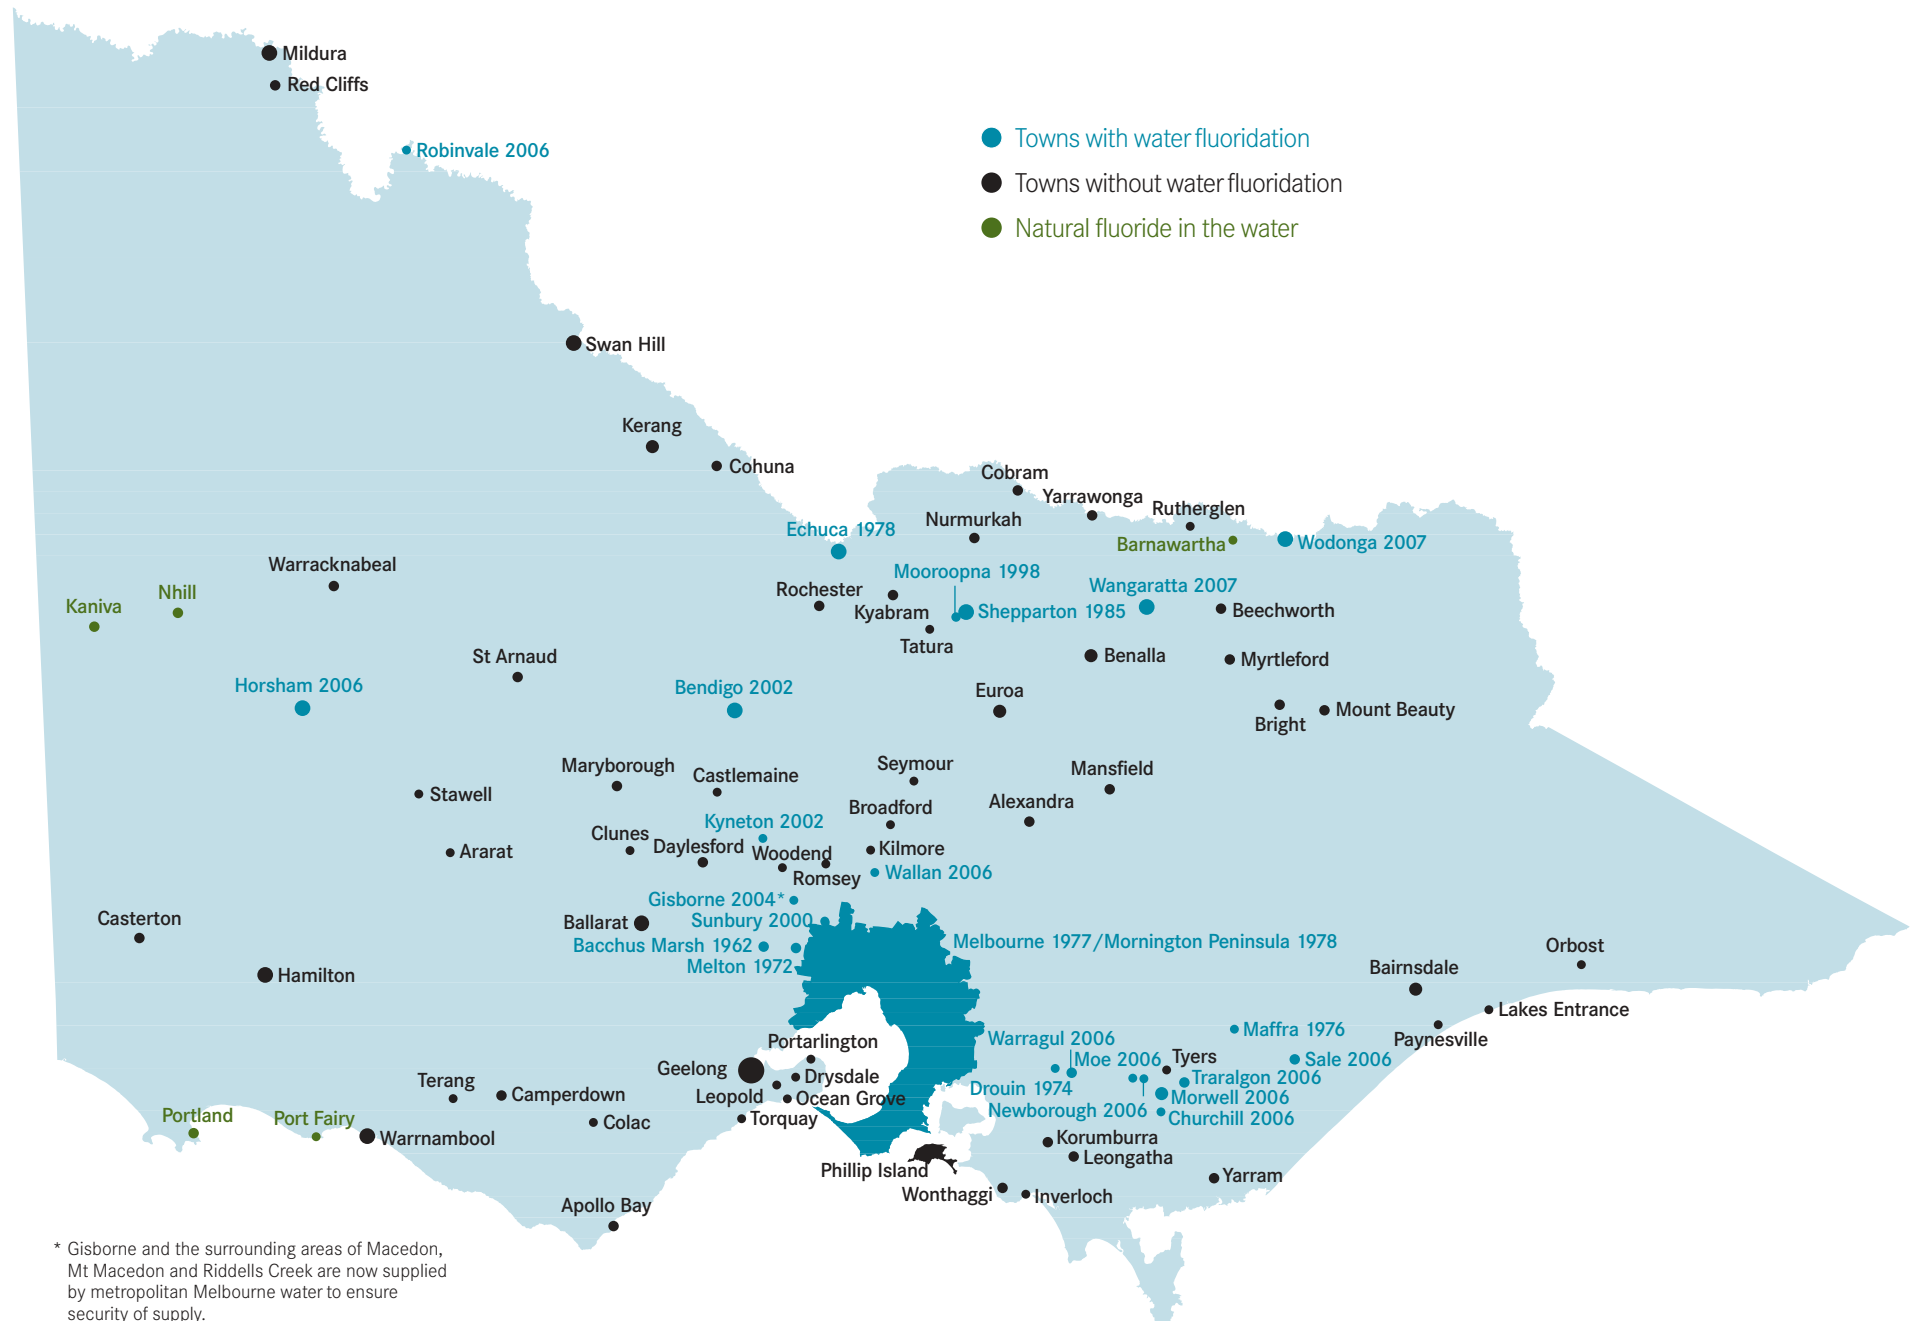 Mildura
Red Cliffs
Robinvale 2006
Towns with water fluoridation
Towns without water fluoridation
Natural fluoride in the water
Swan Hill
Kerang
Cohuna
Cobram
Yarrawonga
Rutherglen
Nurmurkah
Echuca 1978
Barnawartha
Wodonga 2007
Warracknabeal
Mooroopna 1998
Rochester
Wangaratta 2007
Nhill
Kaniva
Kyabram
Shepparton 1985
Beechworth
Tatura
St Arnaud
Benalla
Myrtleford
Horsham 2006
Bendigo 2002
Euroa
Bright
Mount Beauty
Maryborough
Castlemaine
Seymour
Mansfield
Stawell
Alexandra
Broadford
Kyneton 2002
Clunes
Daylesford
Woodend
Kilmore
Ararat
Romsey
Wallan 2006
Gisborne 2004*
Casterton
Ballarat
Sunbury 2000
Bacchus Marsh 1962
Melbourne 1977/Mornington Peninsula 1978
Orbost
Melton 1972
Bairnsdale
Hamilton
Lakes Entrance
Maffra 1976
Paynesville
Warragul 2006
Portarlington
Moe 2006
Tyers
Sale 2006
Geelong
Drysdale
Traralgon 2006
Terang
Camperdown
Leopold
Ocean Grove
Drouin 1974
Morwell 2006
Newborough 2006
Churchill 2006
Portland
Port Fairy
Colac
Torquay
Warrnambool
Korumburra
Leongatha
Phillip Island
Yarram
Wonthaggi
Inverloch
Apollo Bay
* Gisborne and the surrounding areas of Macedon,
Mt Macedon and Riddells Creek are now supplied
by metropolitan Melbourne water to ensure
security of supply.